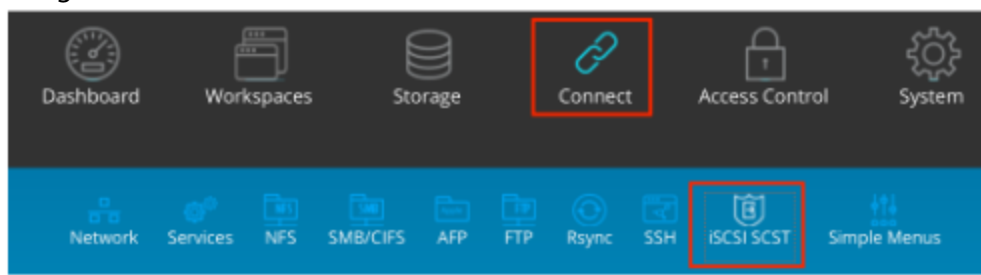 Dashboard Workspaces Storage Connect Access Control System
Network Services NFS SMB/CIFS AFP FTP Rsync SSH iSCSI SCST Simple Menus